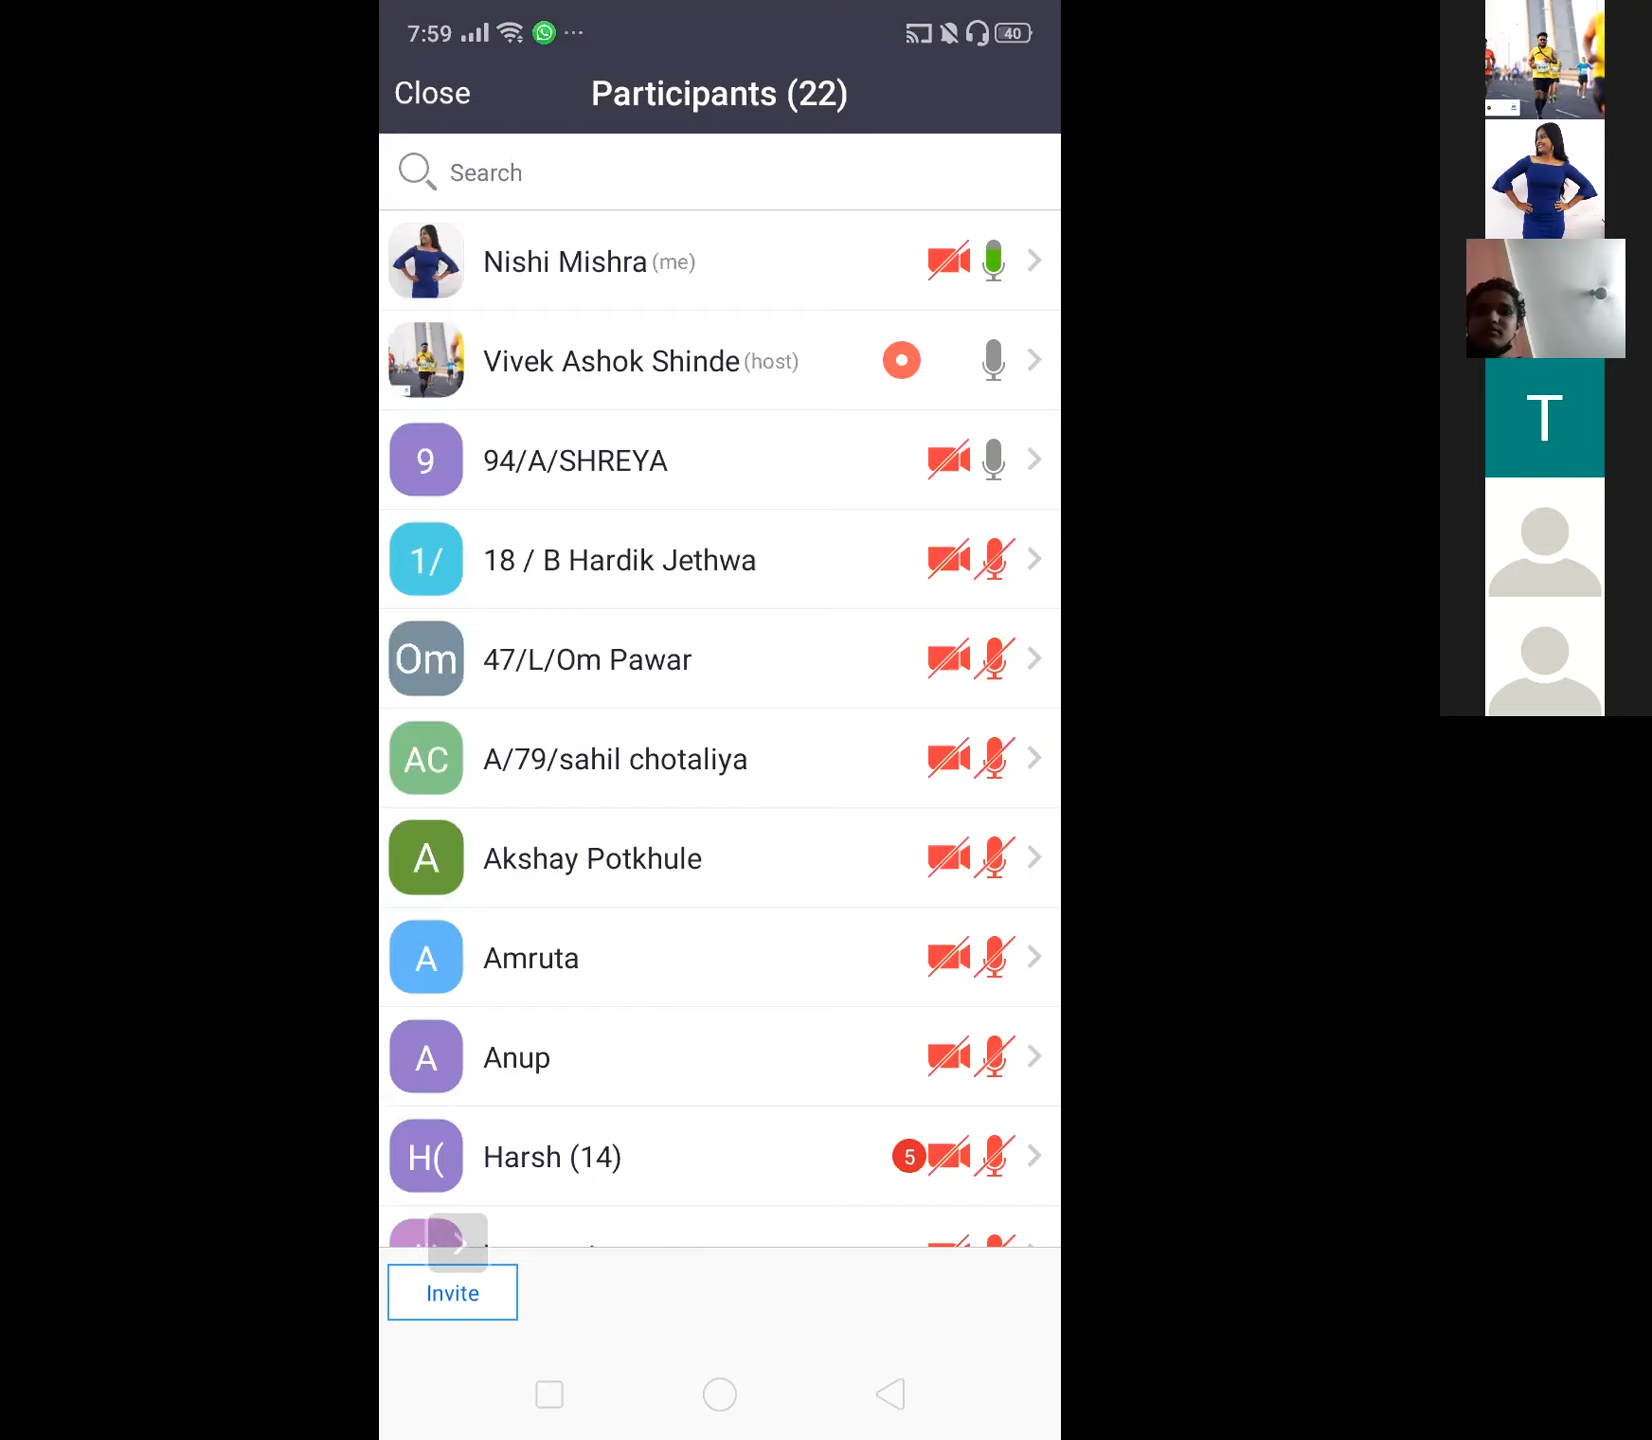 7:59 ... 40
Close Participants (22)
Search
Nishi Mishra (me)
Vivek Ashok Shinde (host)
9 94/A/SHREYA
1/ 18 / B Hardik Jethwa
Om 47/L/Om Pawar
AC A/79/sahil chotaliya
A Akshay Potkhule
A Amruta
A Anup
H( Harsh (14) 5
Invite
T